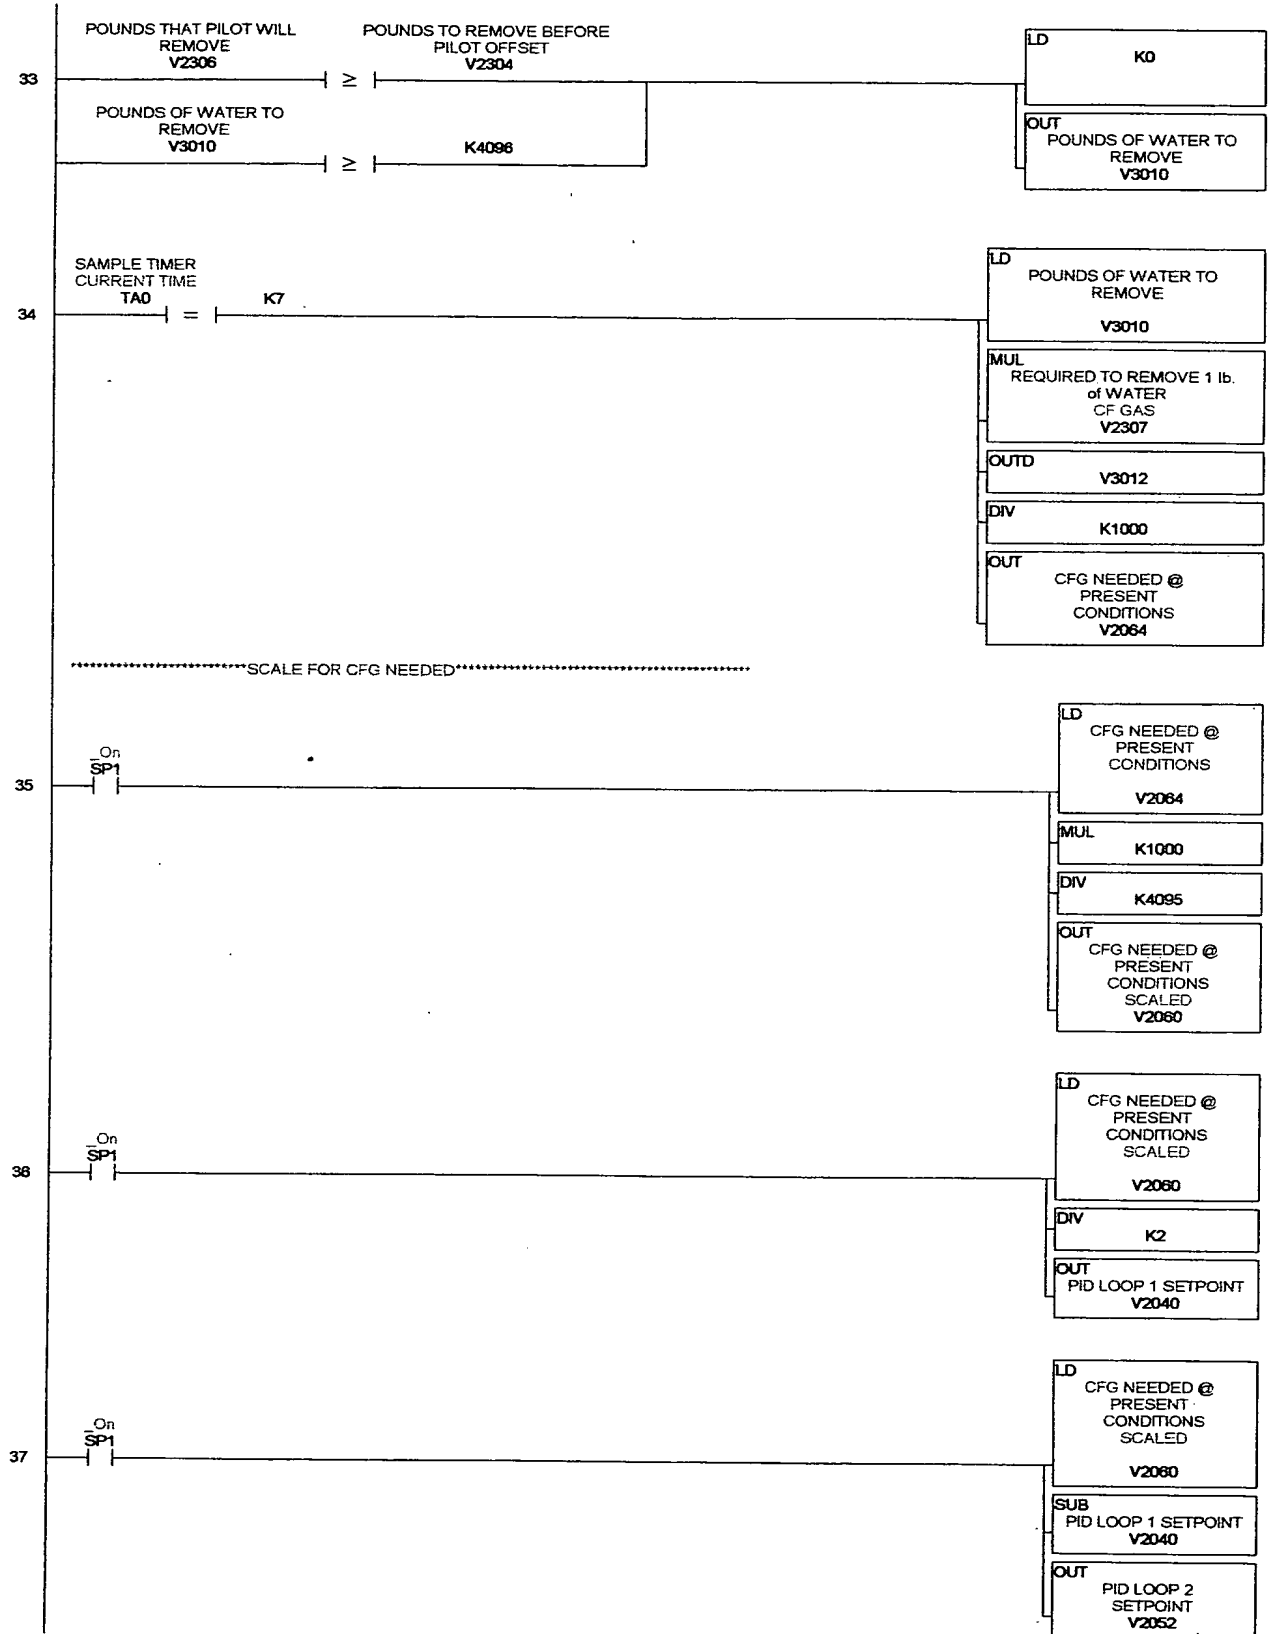 POUNDS THAT PILOT WILL
REMOVE
V2306
POUNDS TO REMOVE BEFORE
PILOT OFFSET
V2304
33
≥
POUNDS OF WATER TO
REMOVE
V3010
≥
K4096
LD
K0
OUT
POUNDS OF WATER TO
REMOVE
V3010
SAMPLE TIMER
CURRENT TIME
TA0
K7
34
=
LD
POUNDS OF WATER TO
REMOVE
V3010
MUL
REQUIRED TO REMOVE 1 lb.
of WATER
CF GAS
V2307
OUTD
V3012
DIV
K1000
OUT
CFG NEEDED @
PRESENT
CONDITIONS
V2064
****************************SCALE FOR CFG NEEDED************************************************
_On
SP1
35
LD
CFG NEEDED @
PRESENT
CONDITIONS
V2064
MUL
K1000
DIV
K4095
OUT
CFG NEEDED @
PRESENT
CONDITIONS
SCALED
V2060
_On
SP1
36
LD
CFG NEEDED @
PRESENT
CONDITIONS
SCALED
V2060
DIV
K2
OUT
PID LOOP 1 SETPOINT
V2040
_On
SP1
37
LD
CFG NEEDED @
PRESENT
CONDITIONS
SCALED
V2060
SUB
PID LOOP 1 SETPOINT
V2040
OUT
PID LOOP 2
SETPOINT
V2052